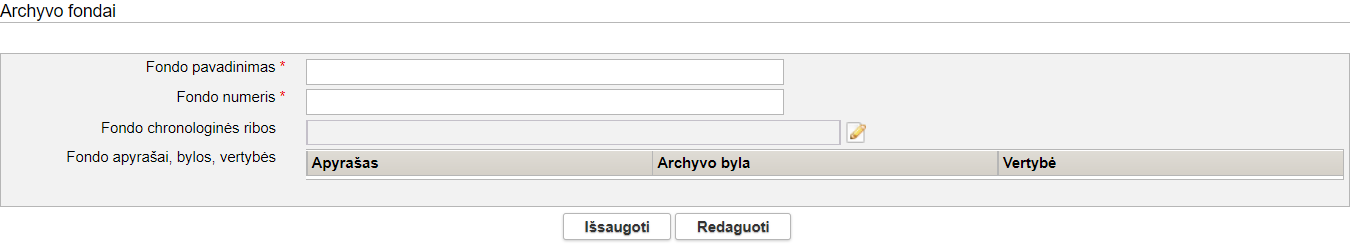 Archyvo fondai
Fondo pavadinimas *
Fondo numeris *
Fondo chronologinės ribos
Fondo apyrašai, bylos, vertybės
Apyrašas Archyvo byla Vertybė
Išsaugoti Redaguoti